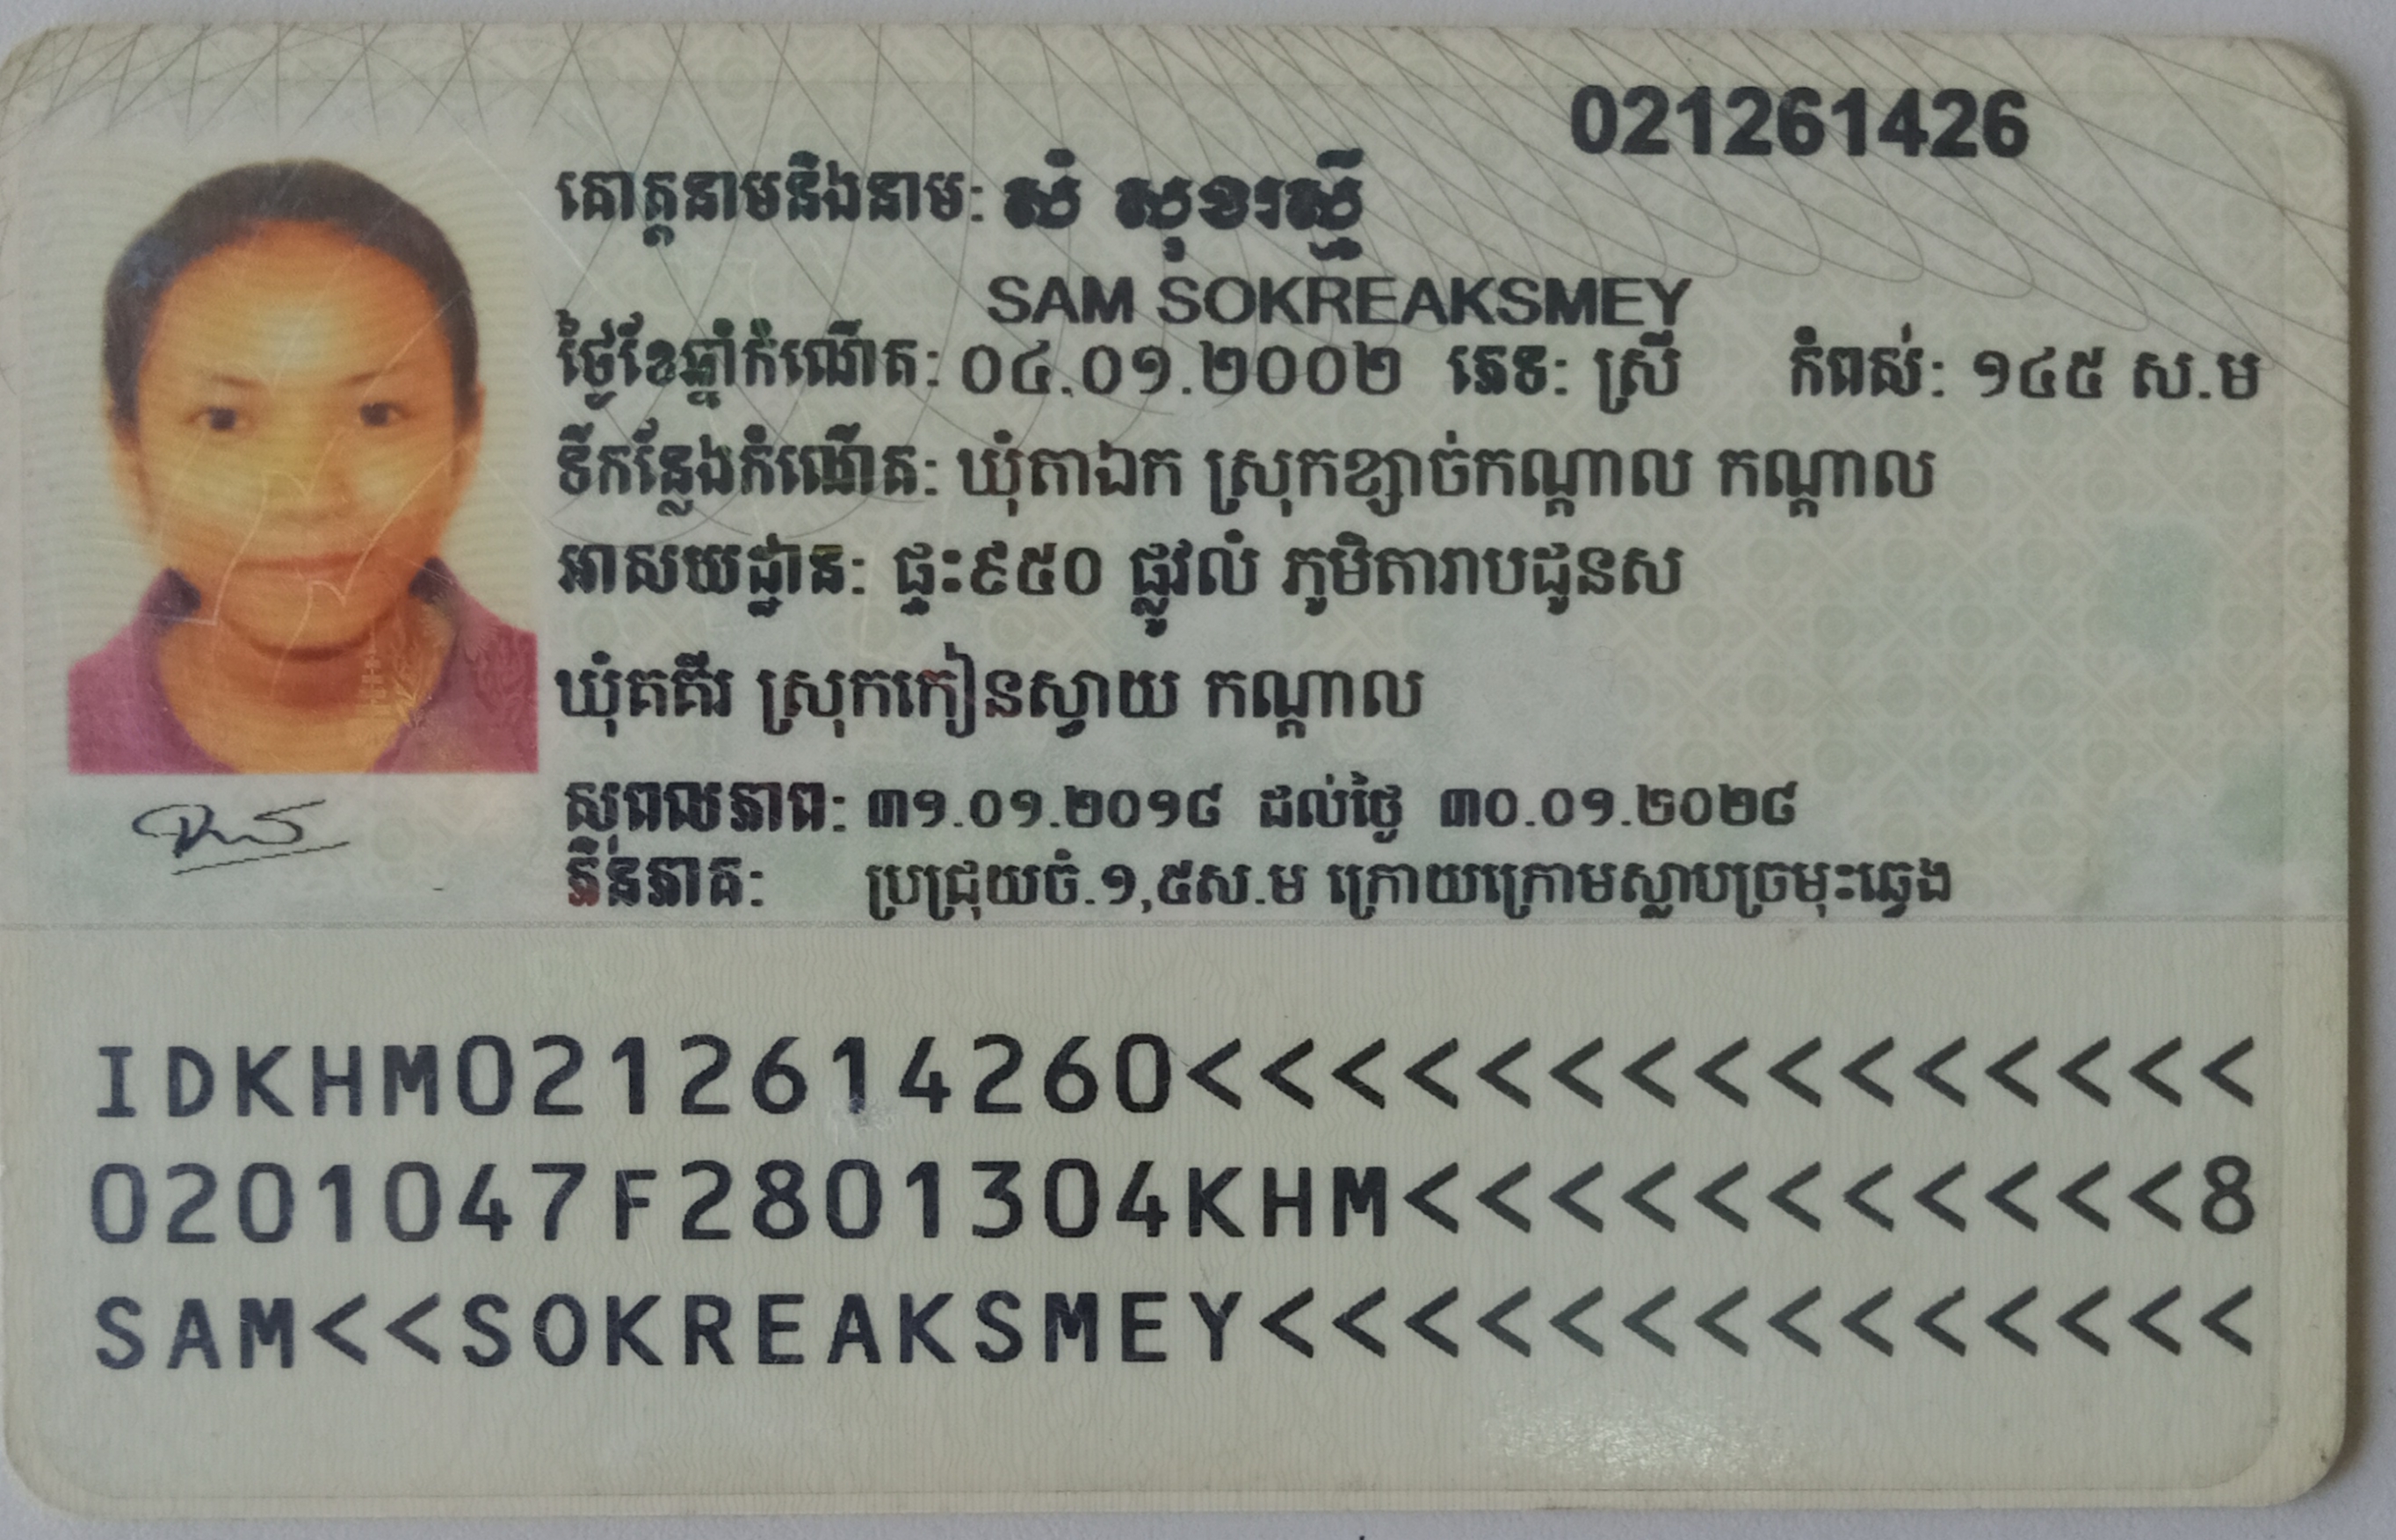 021261426
គោត្តនាមនិងនាម: សំ សុខរស្មី
SAM SOKREAKSMEY
ថ្ងៃខែឆ្នាំកំណើត: ០៤.០១.២០០២ ភេទ: ស្រី កំពស់: ១៤៥ ស.ម
ទីកន្លែងកំណើត: ឃុំតាឯក ស្រុកខ្សាច់កណ្តាល កណ្តាល
អាសយដ្ឋាន: ផ្ទះ៩៥០ ផ្លូវលំ ភូមិតារាបដូនស
ឃុំគគីរ ស្រុកកៀនស្វាយ កណ្តាល
សុពលភាព: ៣១.០១.២០១៨ ដល់ថ្ងៃ ៣០.០១.២០២៨
ភិនភាគ: ប្រជ្រុយចំ.១,៥ស.ម ក្រោយក្រោមស្លាបច្រមុះឆ្វេង
IDKHM0212614260<<<<<<<<<<<<<<<
0201047F2801304KHM<<<<<<<<<<<8
SAM<<SOKREAKSMEY<<<<<<<<<<<<<<